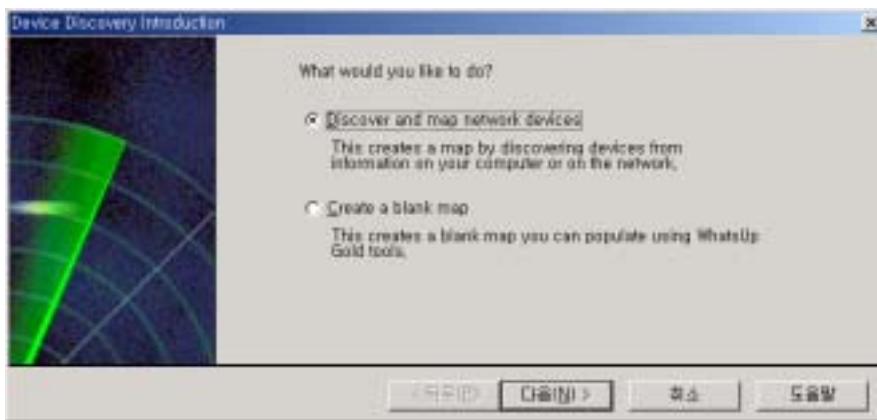 Device Discovery Introduction
What would you like to do?
Discover and map network devices
This creates a map by discovering devices from
information on your computer or on the network.
Create a blank map
This creates a blank map you can populate using WhatsUp
Gold tools.
다음(N) > 취소 도움말